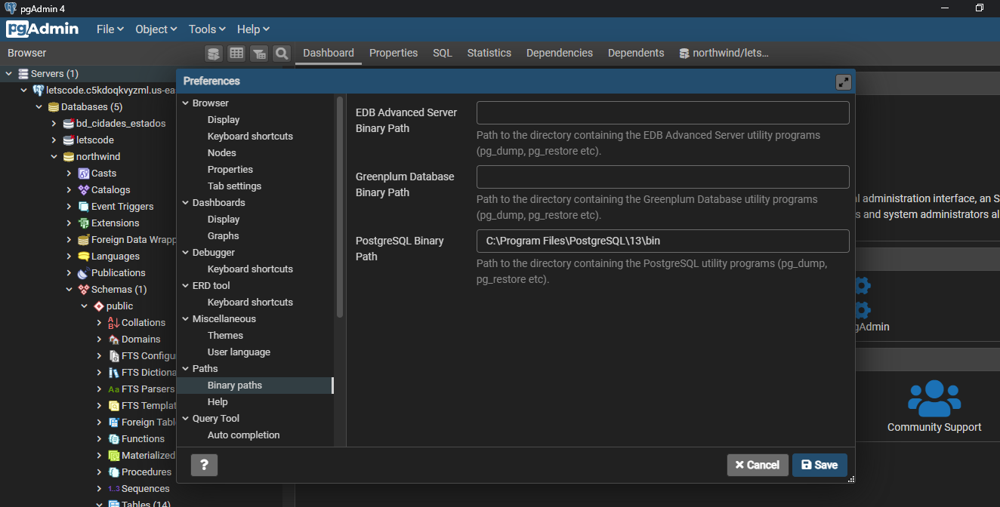 pgAdmin 4
pgAdmin File Object Tools Help
Browser Dashboard Properties SQL Statistics Dependencies Dependents northwind/lets...
Servers (1)
letscode.c5kdoqkvyzml.us-ea
Databases (5)
bd_cidades_estados
letscode
northwind
Casts
Catalogs
Event Triggers
Extensions
Foreign Data Wrapp
Languages
Publications
Schemas (1)
public
Collations
Domains
FTS Configu
FTS Dictiona
FTS Parsers
FTS Templat
Foreign Tabl
Functions
Materialized
Procedures
1..3 Sequences
Tables (14)
Preferences
Browser
Display
Keyboard shortcuts
Nodes
Properties
Tab settings
Dashboards
Display
Graphs
Debugger
Keyboard shortcuts
ERD tool
Keyboard shortcuts
Miscellaneous
Themes
User language
Paths
Binary paths
Help
Query Tool
Auto completion
EDB Advanced Server
Binary Path
Path to the directory containing the EDB Advanced Server utility programs
(pg_dump, pg_restore etc).
Greenplum Database
Binary Path
Path to the directory containing the Greenplum Database utility programs
(pg_dump, pg_restore etc).
PostgreSQL Binary
Path
C:\Program Files\PostgreSQL\13\bin
Path to the directory containing the PostgreSQL utility programs (pg_dump,
pg_restore etc).
? Cancel Save
l administration interface, an S
s and system administrators al
gAdmin
Community Support